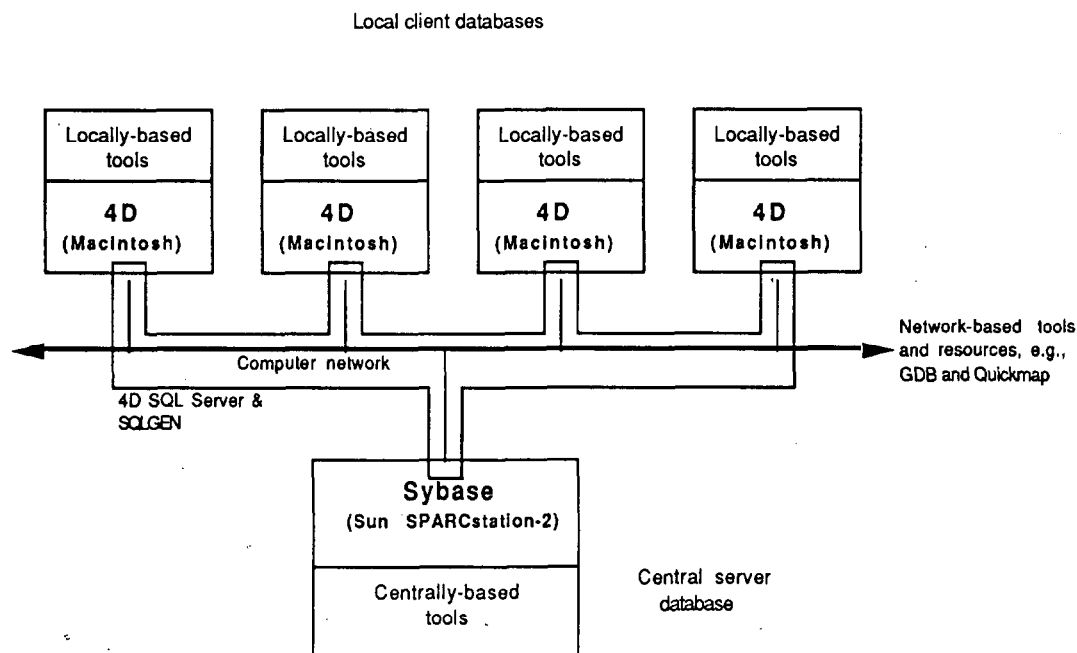 Local client databases
Locally-based
tools
4D
(Macintosh)
Locally-based
tools
4D
(Macintosh)
Locally-based
tools
4D
(Macintosh)
Locally-based
tools
4D
(Macintosh)
Network-based tools
and resources, e.g.,
GDB and Quickmap
Computer network
4D SQL Server &
SQLGEN
Sybase
(Sun SPARCstation-2)
Centrally-based
tools
Central server
database